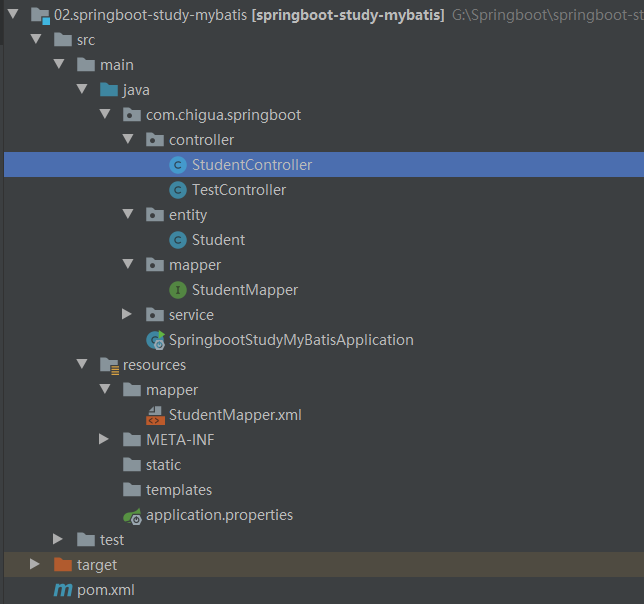 02.springboot-study-mybatis [springboot-study-mybatis] G:\Springboot\springboot-st
src
main
java
com.chigua.springboot
controller
StudentController
TestController
entity
Student
mapper
StudentMapper
service
SpringbootStudyMyBatisApplication
resources
mapper
StudentMapper.xml
META-INF
static
templates
application.properties
test
target
pom.xml